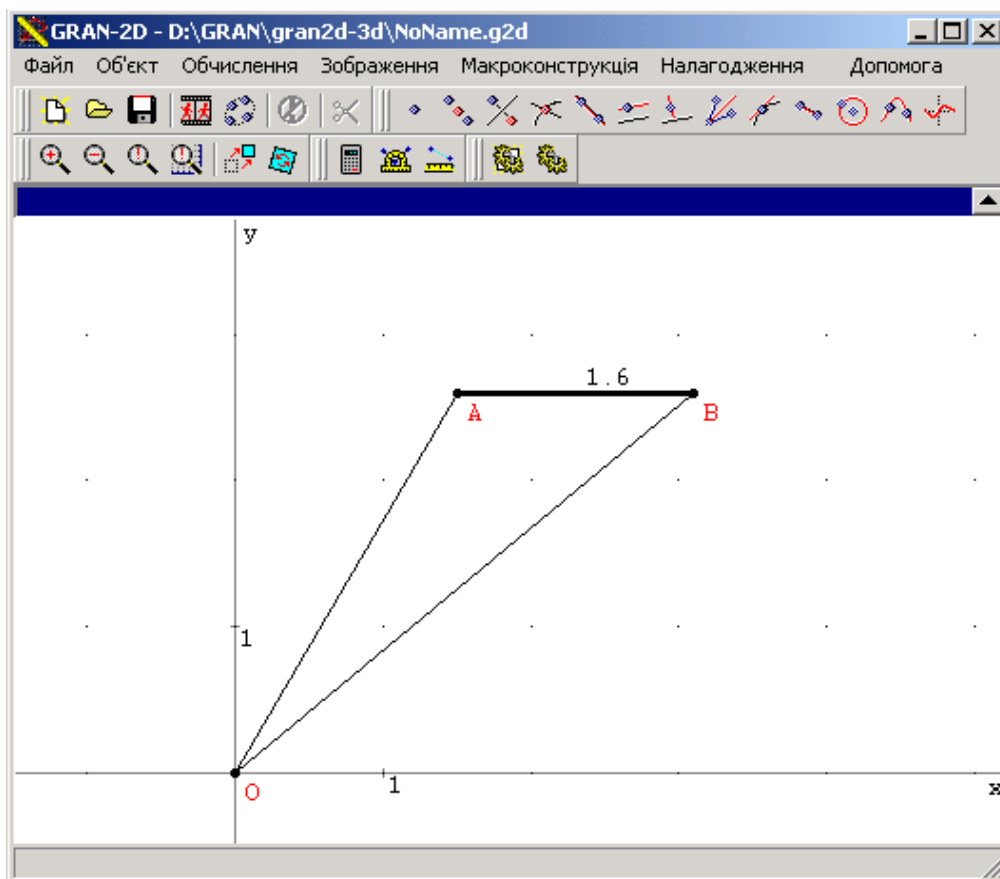 GRAN-2D - D:\GRAN\gran2d-3d\NoName.g2d
Файл Об'єкт Обчислення Зображення Макроконструкція Налагодження Допомога
y
1.6
A B
1
O 1 x